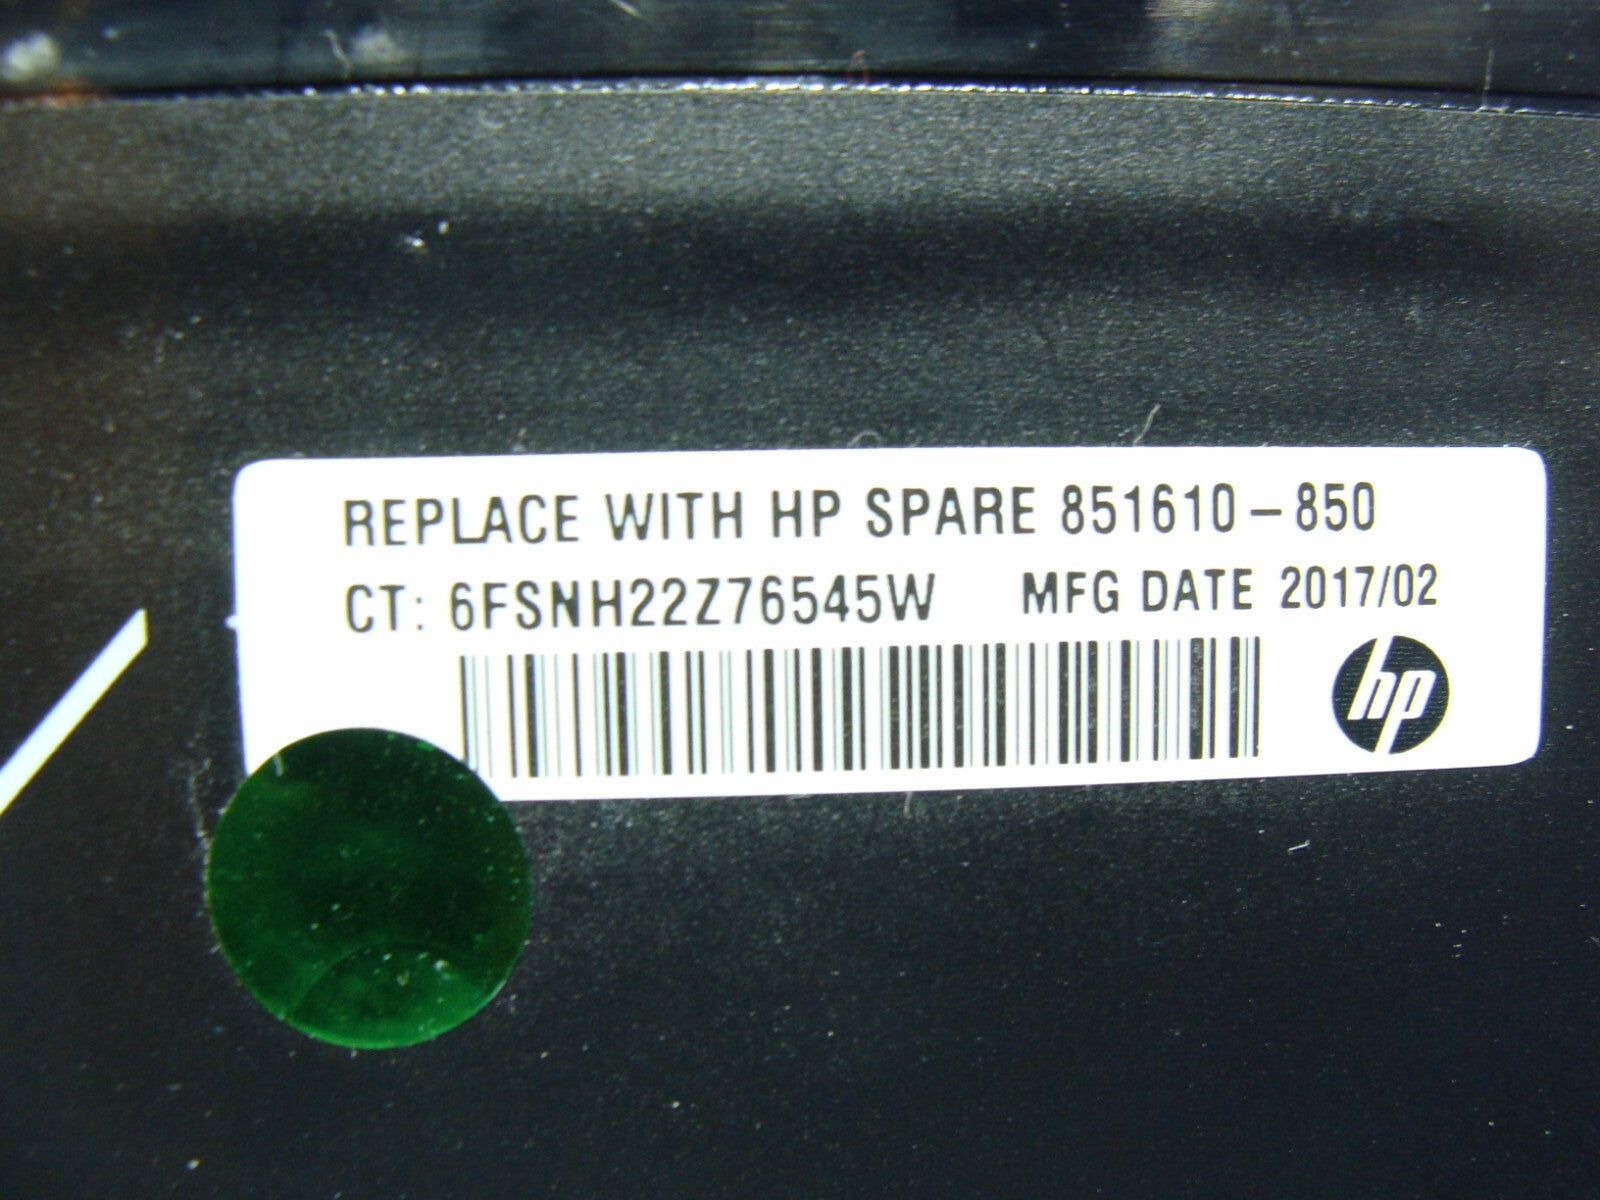 REPLACE WITH HP SPARE 851610-850
CT: 6FSNH22Z76545W MFG DATE 2017/02
hp